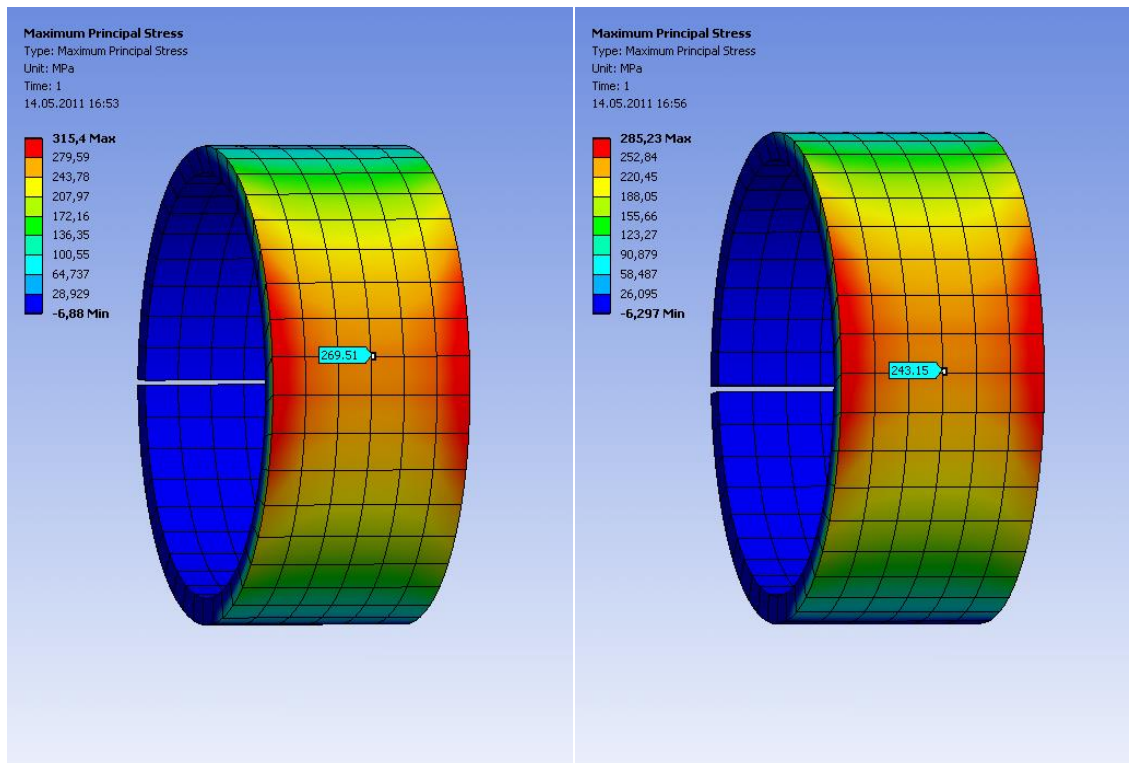 Maximum Principal Stress
Type: Maximum Principal Stress
Unit: MPa
Time: 1
14.05.2011 16:53
315,4 Max
279,59
243,78
207,97
172,16
136,35
100,55
64,737
28,929
-6,88 Min
269.51
Maximum Principal Stress
Type: Maximum Principal Stress
Unit: MPa
Time: 1
14.05.2011 16:56
285,23 Max
252,84
220,45
188,05
155,66
123,27
90,879
58,487
26,095
-6,297 Min
243.15